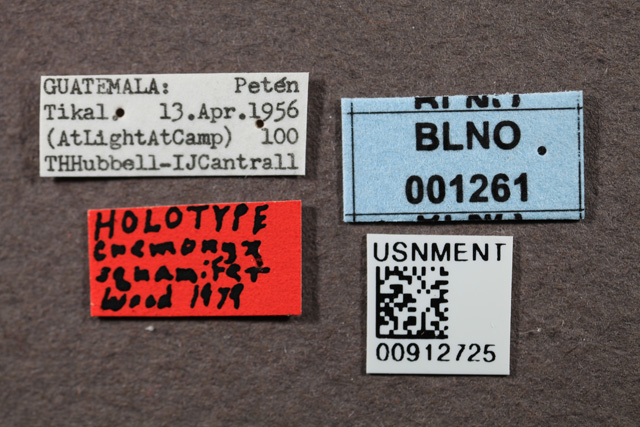 GUATEMALA: Petén
Tikal. 13.Apr.1956
(AtLightAtCamp) 100
THHubbell-IJCantrall
HOLOTYPE
cnemonyx
squamifer
Wood 1979
BLNO
001261
USNMENT
00912725